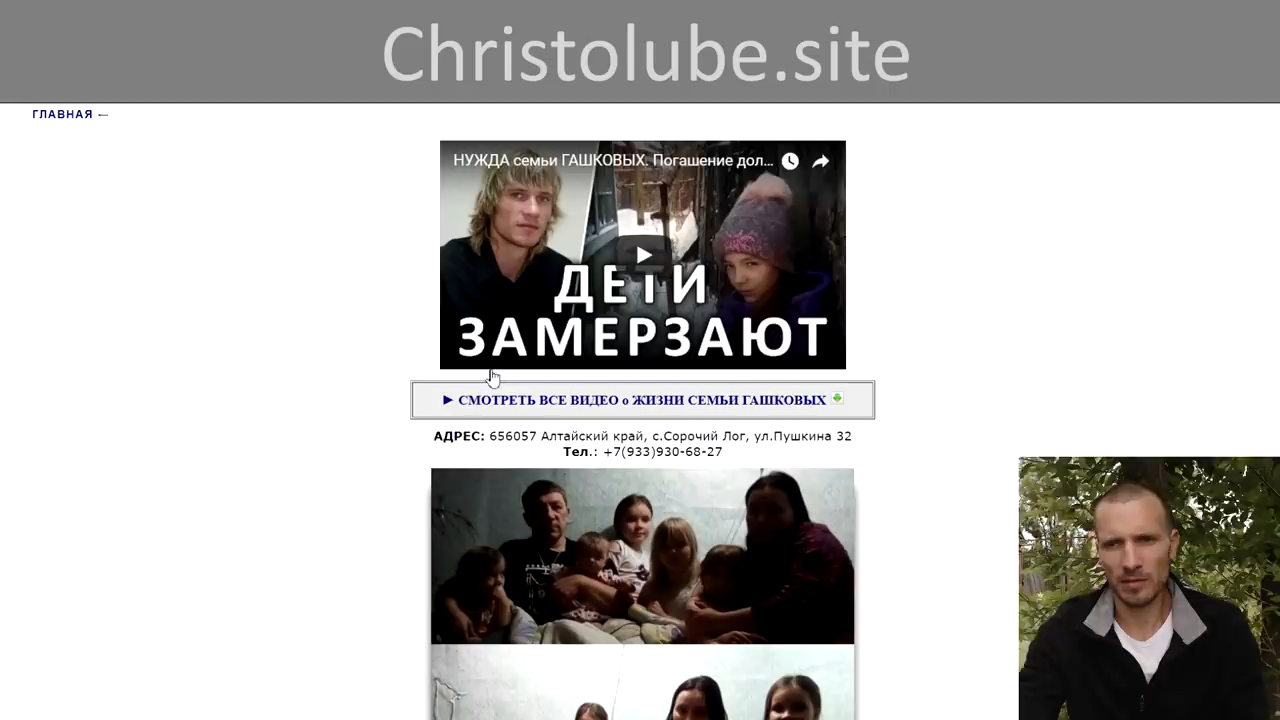 Christolube.site
ГЛАВНАЯ ←
НУЖДА семьи ГАШКОВЫХ. Погашение дол...
ДЕТИ
ЗАМЕРЗАЮТ
► СМОТРЕТЬ ВСЕ ВИДЕО о ЖИЗНИ СЕМЬИ ГАШКОВЫХ
АДРЕС: 656057 Алтайский край, с.Сорочий Лог, ул.Пушкина 32
Тел.: +7(933)930-68-27